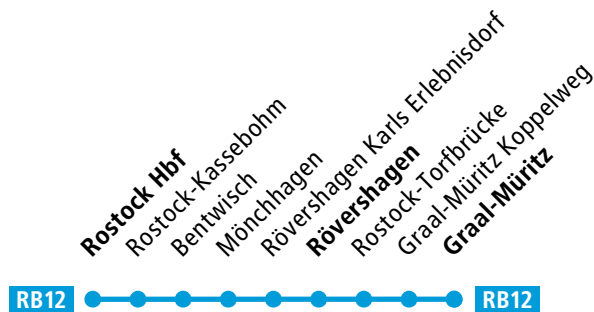 Rostock Hbf
Rostock-Kassebohm
Bentwisch
Mönchhagen
Rövershagen Karls Erlebnisdorf
Rövershagen
Rostock-Torfbrücke
Graal-Müritz Koppelweg
Graal-Müritz
RB12 RB12